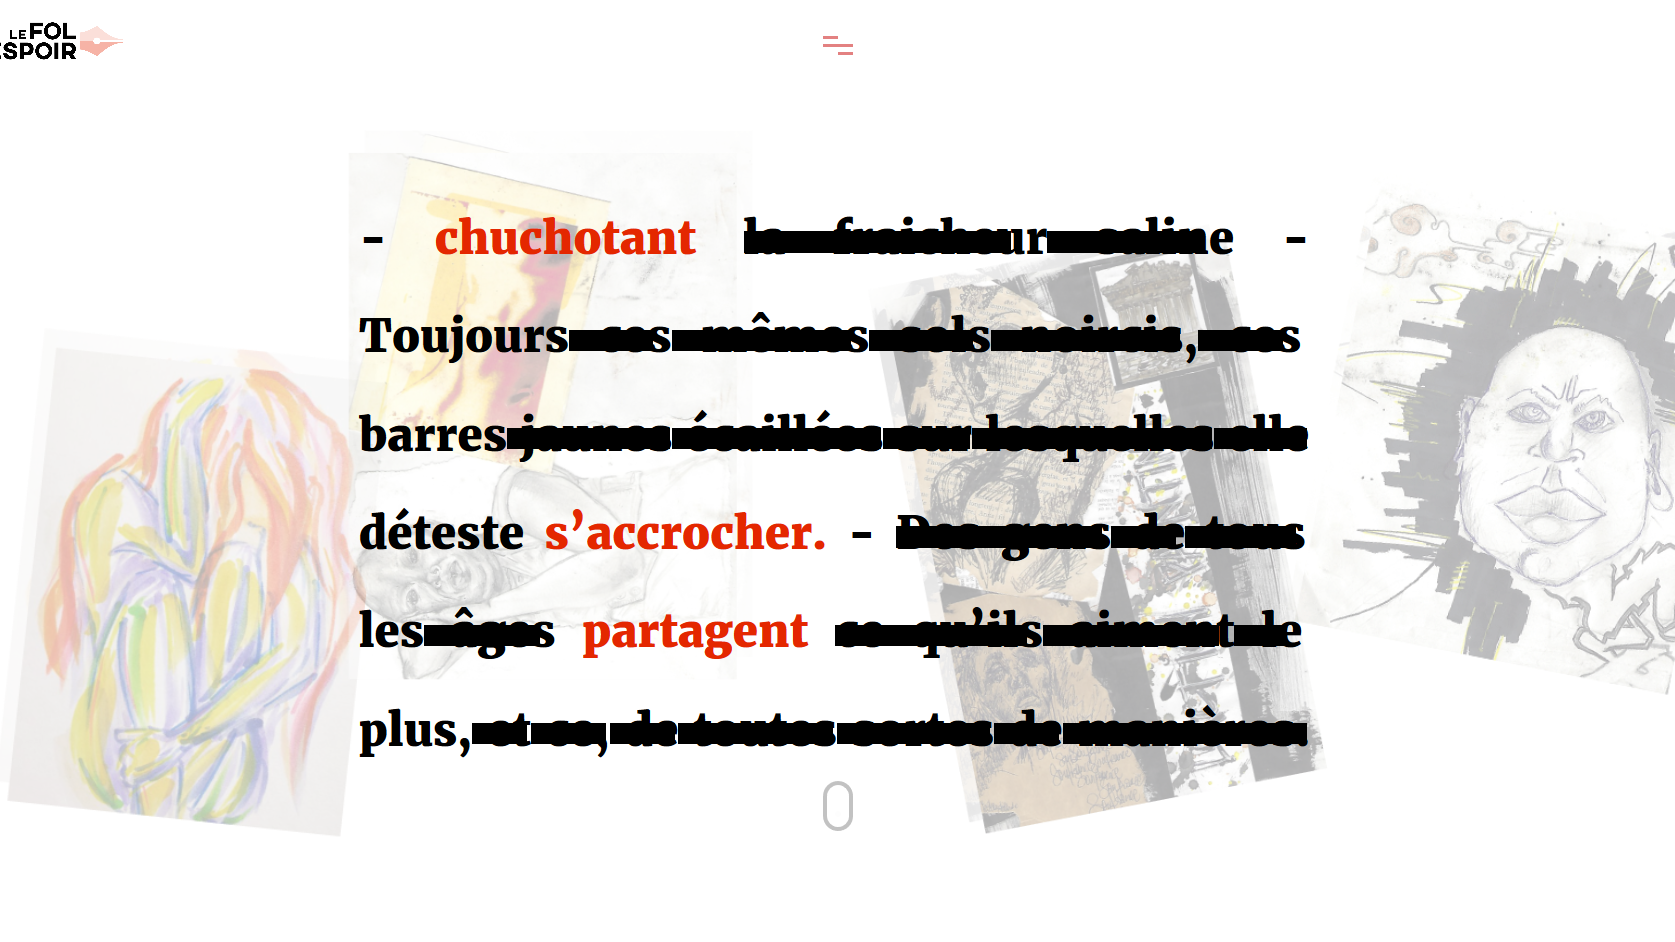 LE FOL
ESPOIR
- chuchotant la fraicheur saline -
Toujours ces mêmes sols noircis, ces
barres jaunes écaillées sur lesquelles elle
déteste s’accrocher. - Des gens de tous
les âges partagent ce qu’ils aiment le
plus, et ce, de toutes sortes de manières.